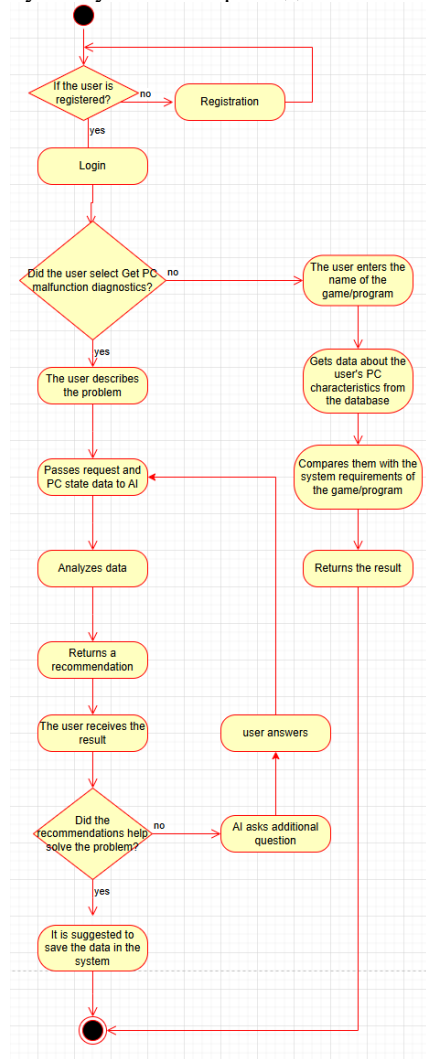 If the user is
registered?
no
Registration
yes
Login
Did the user select Get PC
malfunction diagnostics?
no
The user enters the
name of the
game/program
yes
The user describes
the problem
Gets data about the
user's PC
characteristics from
the database
Passes request and
PC state data to AI
Compares them with the
system requirements of
the game/program
Analyzes data
Returns the result
Returns a
recommendation
The user receives the
result
user answers
Did the
recommendations help
solve the problem?
no
AI asks additional
question
yes
It is suggested to
save the data in the
system